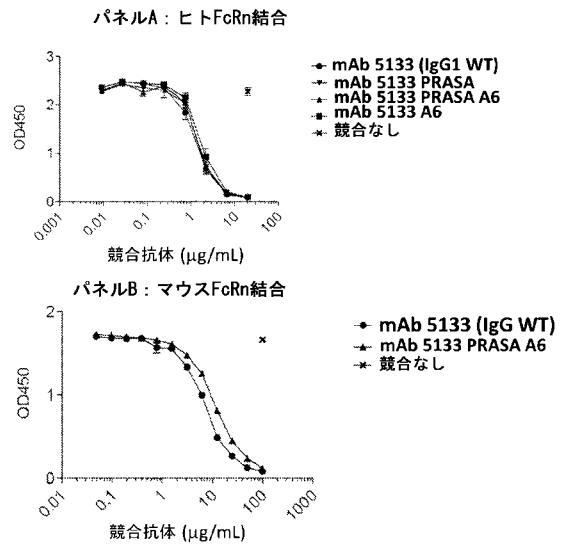 パネルA：ヒトFcRn結合
3
2
1
0
OD450
0.001
0.01
0.1
1
10
100
競合抗体 (µg/mL)
mAb 5133 (IgG1 WT)
mAb 5133 PRASA
mAb 5133 PRASA A6
mAb 5133 A6
競合なし
パネルB：マウスFcRn結合
2
1
0
OD450
0.01
0.1
1
10
100
1000
競合抗体 (µg/mL)
mAb 5133 (IgG WT)
mAb 5133 PRASA A6
競合なし